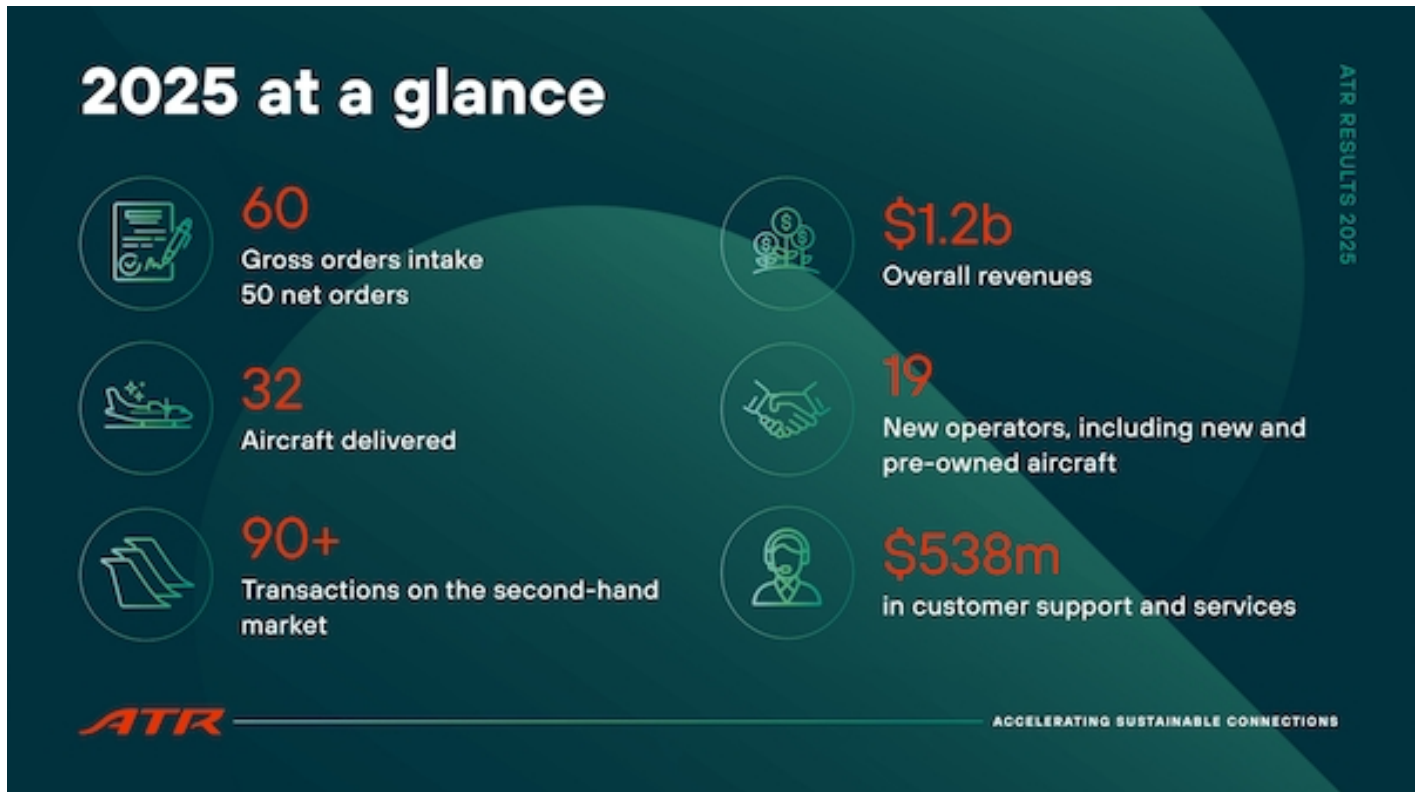 2025 at a glance
60
Gross orders intake
50 net orders
32
Aircraft delivered
90+
Transactions on the second-hand
market
$1.2b
Overall revenues
19
New operators, including new and
pre-owned aircraft
$538m
in customer support and services
ATR RESULTS 2025
ATR
ACCELERATING SUSTAINABLE CONNECTIONS